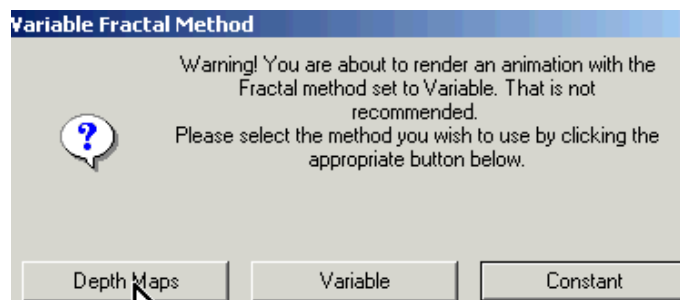 Variable Fractal Method
Warning! You are about to render an animation with the
Fractal method set to Variable. That is not
recommended.
Please select the method you wish to use by clicking the
appropriate button below.
Depth Maps
Variable
Constant